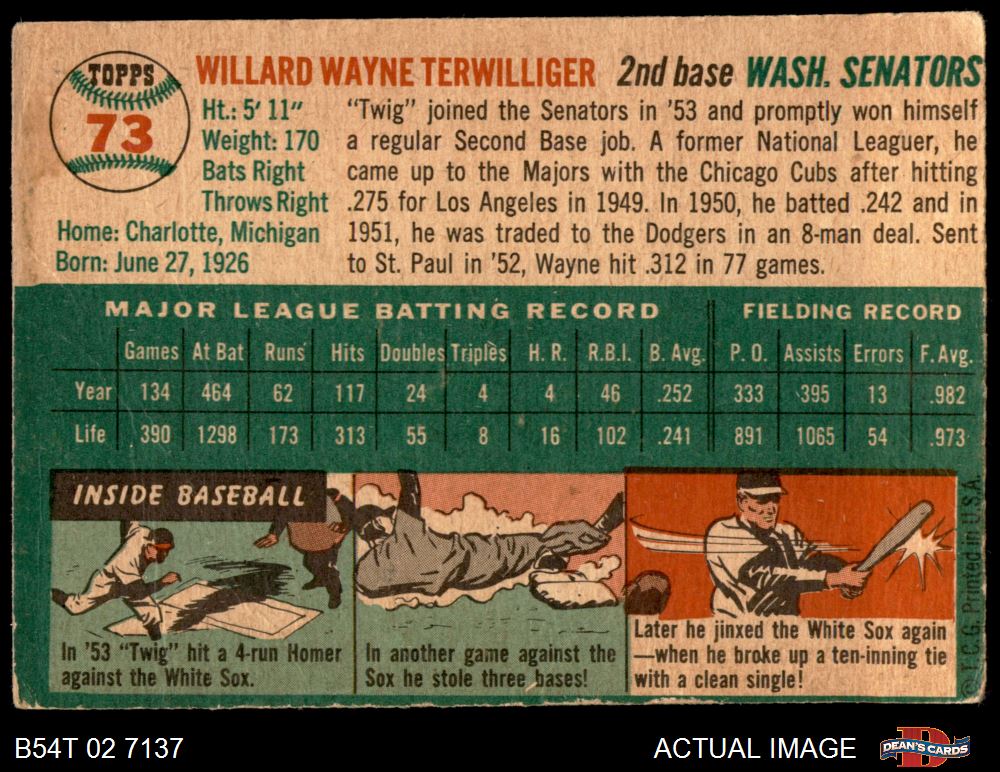 TOPPS
73
WILLARD WAYNE TERWILLIGER 2nd base WASH. SENATORS
Ht.: 5' 11"
Weight: 170
Bats Right
Throws Right
Home: Charlotte, Michigan
Born: June 27, 1926
"Twig" joined the Senators in '53 and promptly won himself
a regular Second Base job. A former National Leaguer, he
came up to the Majors with the Chicago Cubs after hitting
.275 for Los Angeles in 1949. In 1950, he batted .242 and in
1951, he was traded to the Dodgers in an 8-man deal. Sent
to St. Paul in '52, Wayne hit .312 in 77 games.
MAJOR LEAGUE BATTING RECORD FIELDING RECORD
Games At Bat Runs Hits Doubles Triples H. R. R.B.I. B. Avg. P. O. Assists Errors F. Avg.
Year 134 464 62 117 24 4 4 46 .252 333 395 13 .982
Life 390 1298 173 313 55 8 16 102 .241 891 1065 54 .973
INSIDE BASEBALL
In '53 "Twig" hit a 4-run Homer
against the White Sox.
In another game against the
Sox he stole three bases!
Later he jinxed the White Sox again
—when he broke up a ten-inning tie
with a clean single!
© T.C.G. Printed in U.S.A.
B54T 02 7137
ACTUAL IMAGE
DEAN'S CARDS